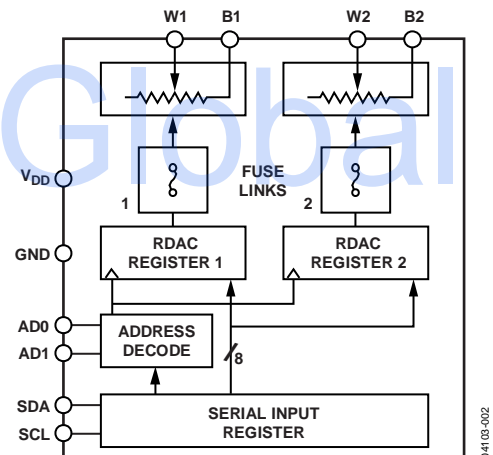 W1 B1 W2 B2
Global
VDD
1
FUSE
LINKS
2
GND
RDAC
REGISTER 1
RDAC
REGISTER 2
AD0
AD1
ADDRESS
DECODE
8
SDA
SCL
SERIAL INPUT
REGISTER
04103-002